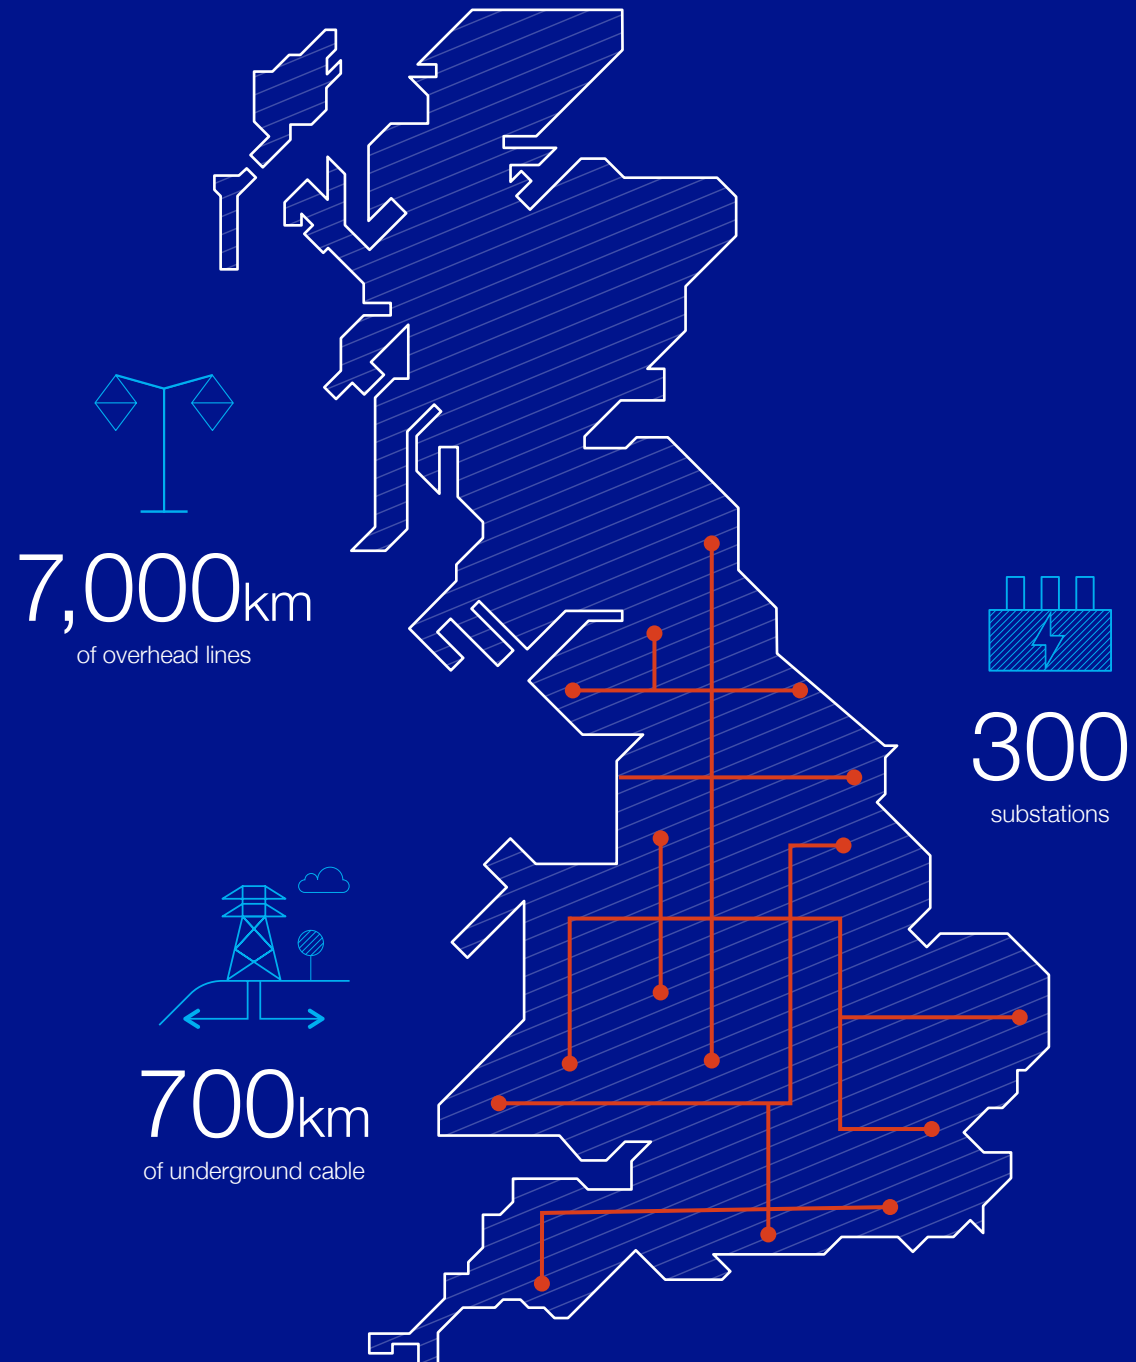 7,000km
of overhead lines
300
substations
700km
of underground cable